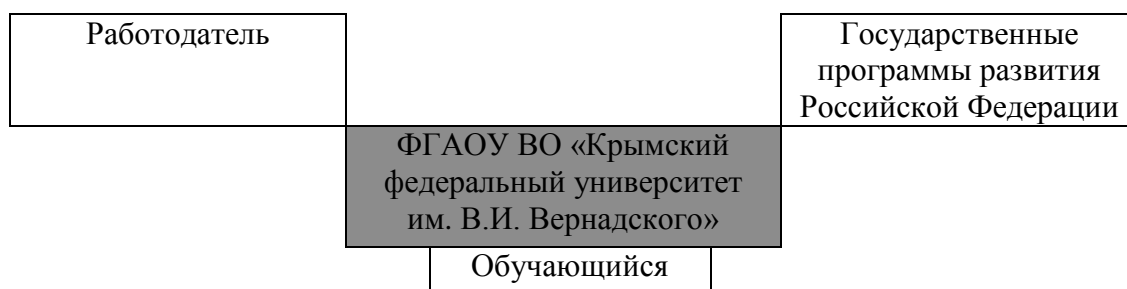 Работодатель
Государственные
программы развития
Российской Федерации
ФГАОУ ВО «Крымский
федеральный университет
им. В.И. Вернадского»
Обучающийся